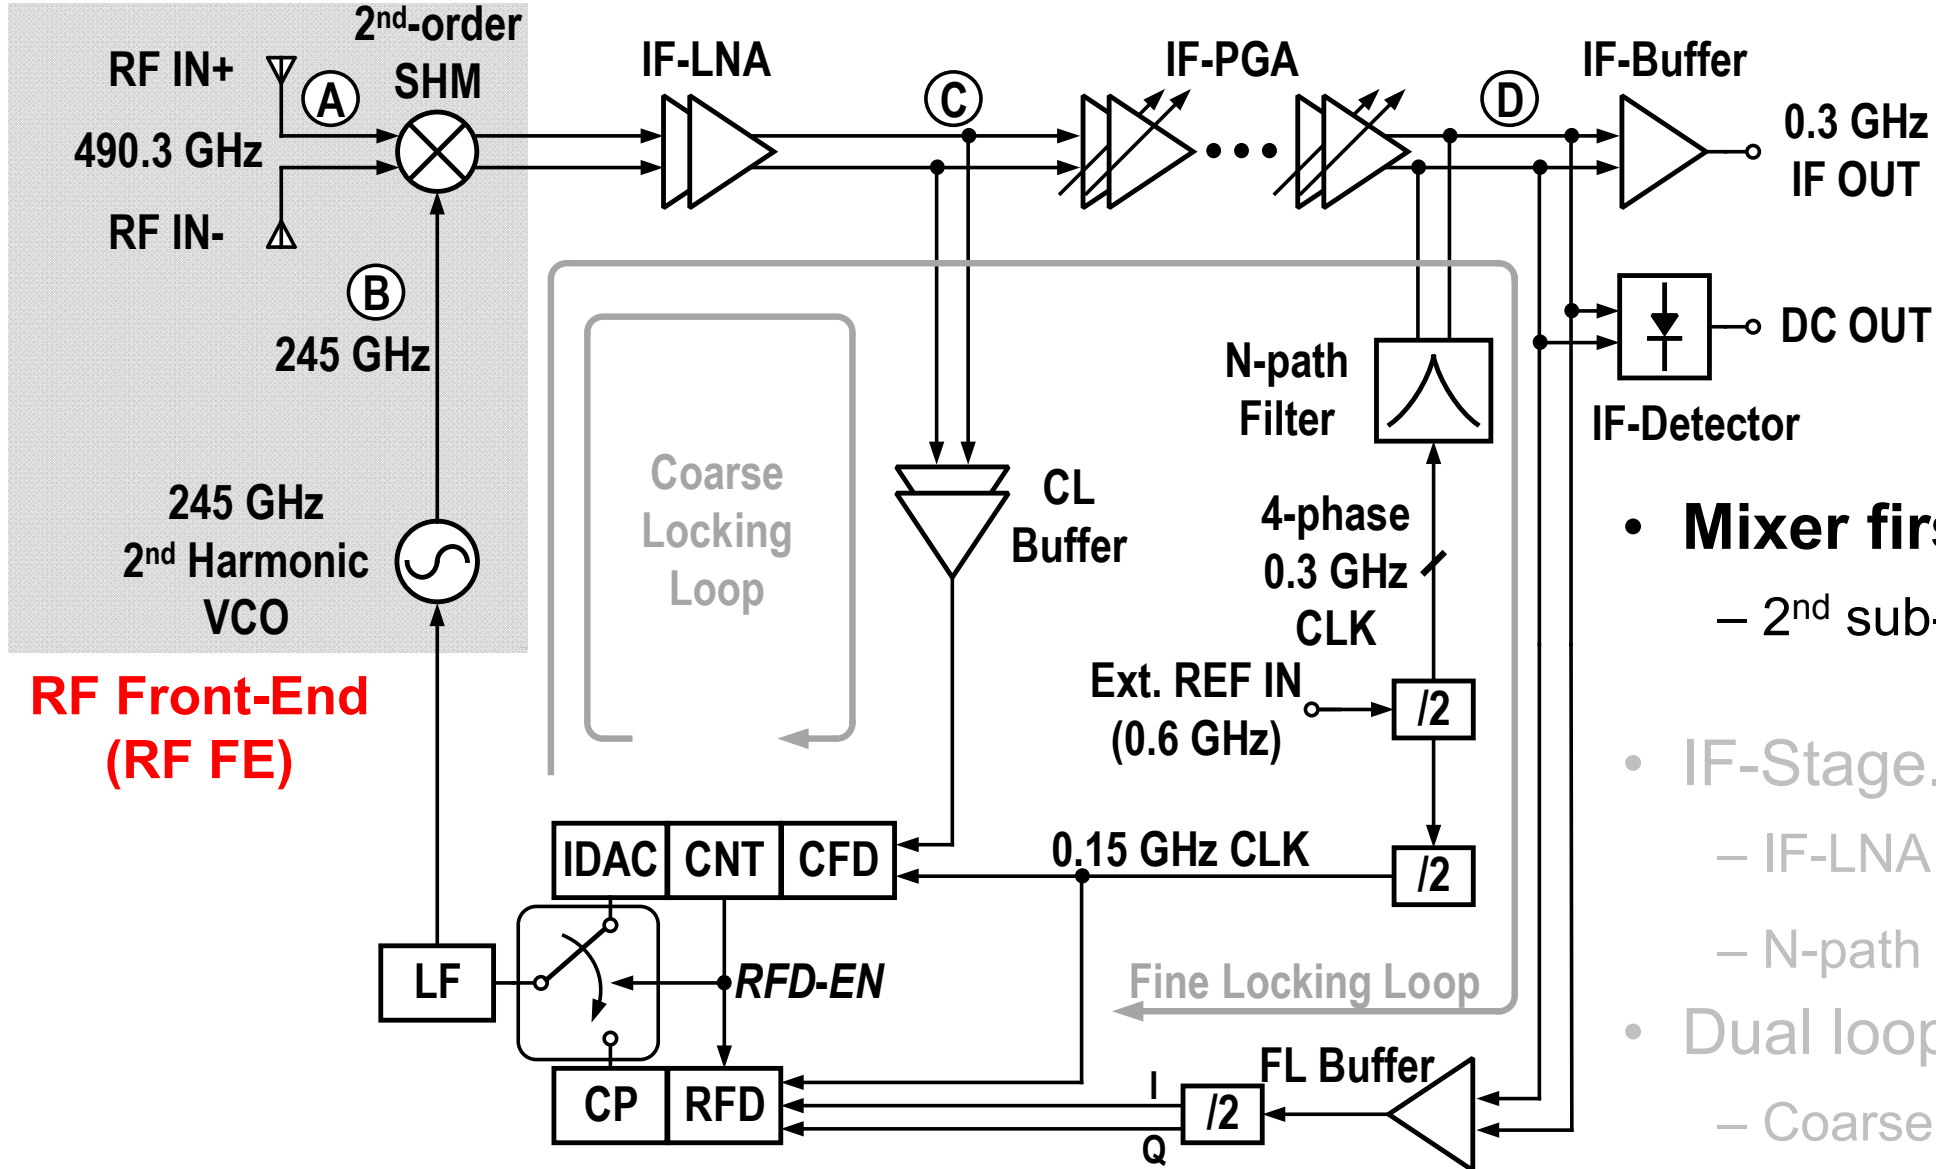 2nd-order
SHM
RF IN+
A
490.3 GHz
RF IN-
B
245 GHz
245 GHz
2nd Harmonic
VCO
RF Front-End
(RF FE)
IF-LNA
C
IF-PGA
D
IF-Buffer
0.3 GHz
IF OUT
DC OUT
IF-Detector
N-path
Filter
Coarse
Locking
Loop
CL
Buffer
4-phase
0.3 GHz
CLK
Ext. REF IN
(0.6 GHz)
/2
/2
0.15 GHz CLK
IDAC
CNT
CFD
LF
RFD-EN
Fine Locking Loop
CP
RFD
I
Q
/2
FL Buffer
• Mixer
– 2nd sub-
• IF-Stage.
– IF-LNA
– N-path
• Dual loop
– Coarse